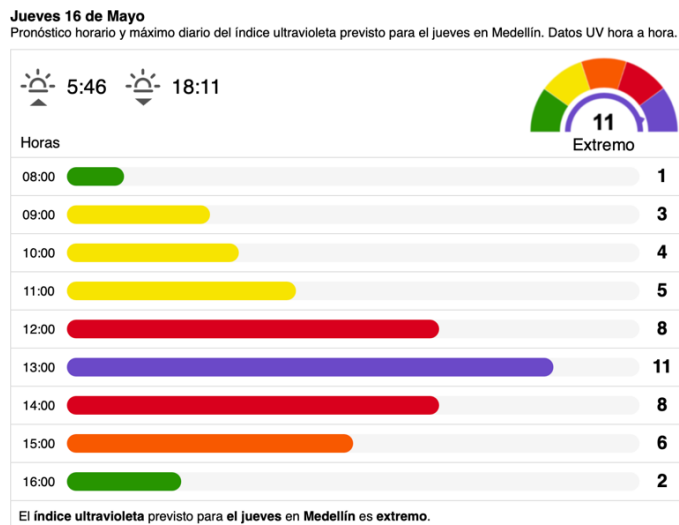 Jueves 16 de Mayo
Pronóstico horario y máximo diario del índice ultravioleta previsto para el jueves en Medellín. Datos UV hora a hora.
5:46 18:11
11
Extremo
Horas
08:00 1
09:00 3
10:00 4
11:00 5
12:00 8
13:00 11
14:00 8
15:00 6
16:00 2
El índice ultravioleta previsto para el jueves en Medellín es extremo.